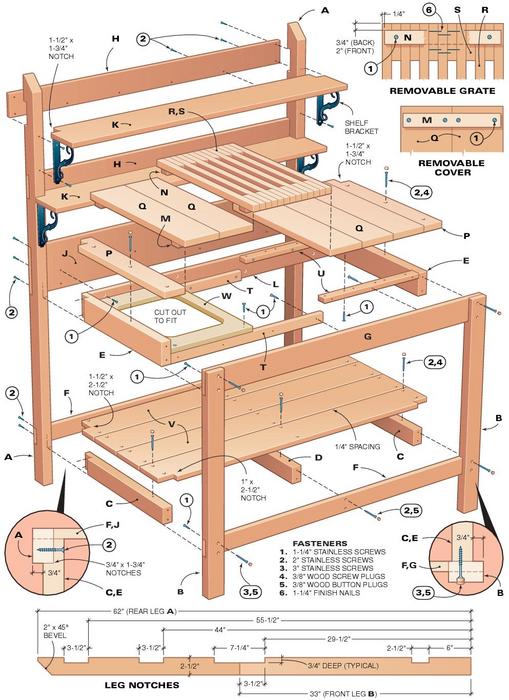 A
H
2
1-1/2" x
1-3/4"
NOTCH
1/4"
6
S
R
3/4" (BACK)
2" (FRONT)
N
1
REMOVABLE GRATE
K
R,S
SHELF
BRACKET
M
Q
1
REMOVABLE
COVER
1-1/2" x
1-3/4"
NOTCH
H
K
N
Q
Q
M
Q
2,4
P
J
P
E
2
L
U
T
W
1
CUT OUT
TO FIT
1
1
E
G
T
1
1-1/2" x
2-1/2"
NOTCH
2,4
2
F
V
1/4" SPACING
B
A
C
D
F
1" x
2-1/2"
NOTCH
C
1
2,5
A
F,J
2
3/4" x 1-3/4"
NOTCHES
3/4"
C,E
B
3,5
FASTENERS
1. 1-1/4" STAINLESS SCREWS
2. 2" STAINLESS SCREWS
3. 3" STAINLESS SCREWS
4. 3/8" WOOD SCREW PLUGS
5. 3/8" WOOD BUTTON PLUGS
6. 1-1/4" FINISH NAILS
C,E
3/4"
F,G
3,5
B
62" (REAR LEG A)
55-1/2"
2" x 45°
BEVEL
44"
29-1/2"
3-1/2"
3-1/2"
7-1/4"
2-1/2"
6"
2-1/2"
3/4" DEEP (TYPICAL)
3-1/2"
LEG NOTCHES
33" (FRONT LEG B)